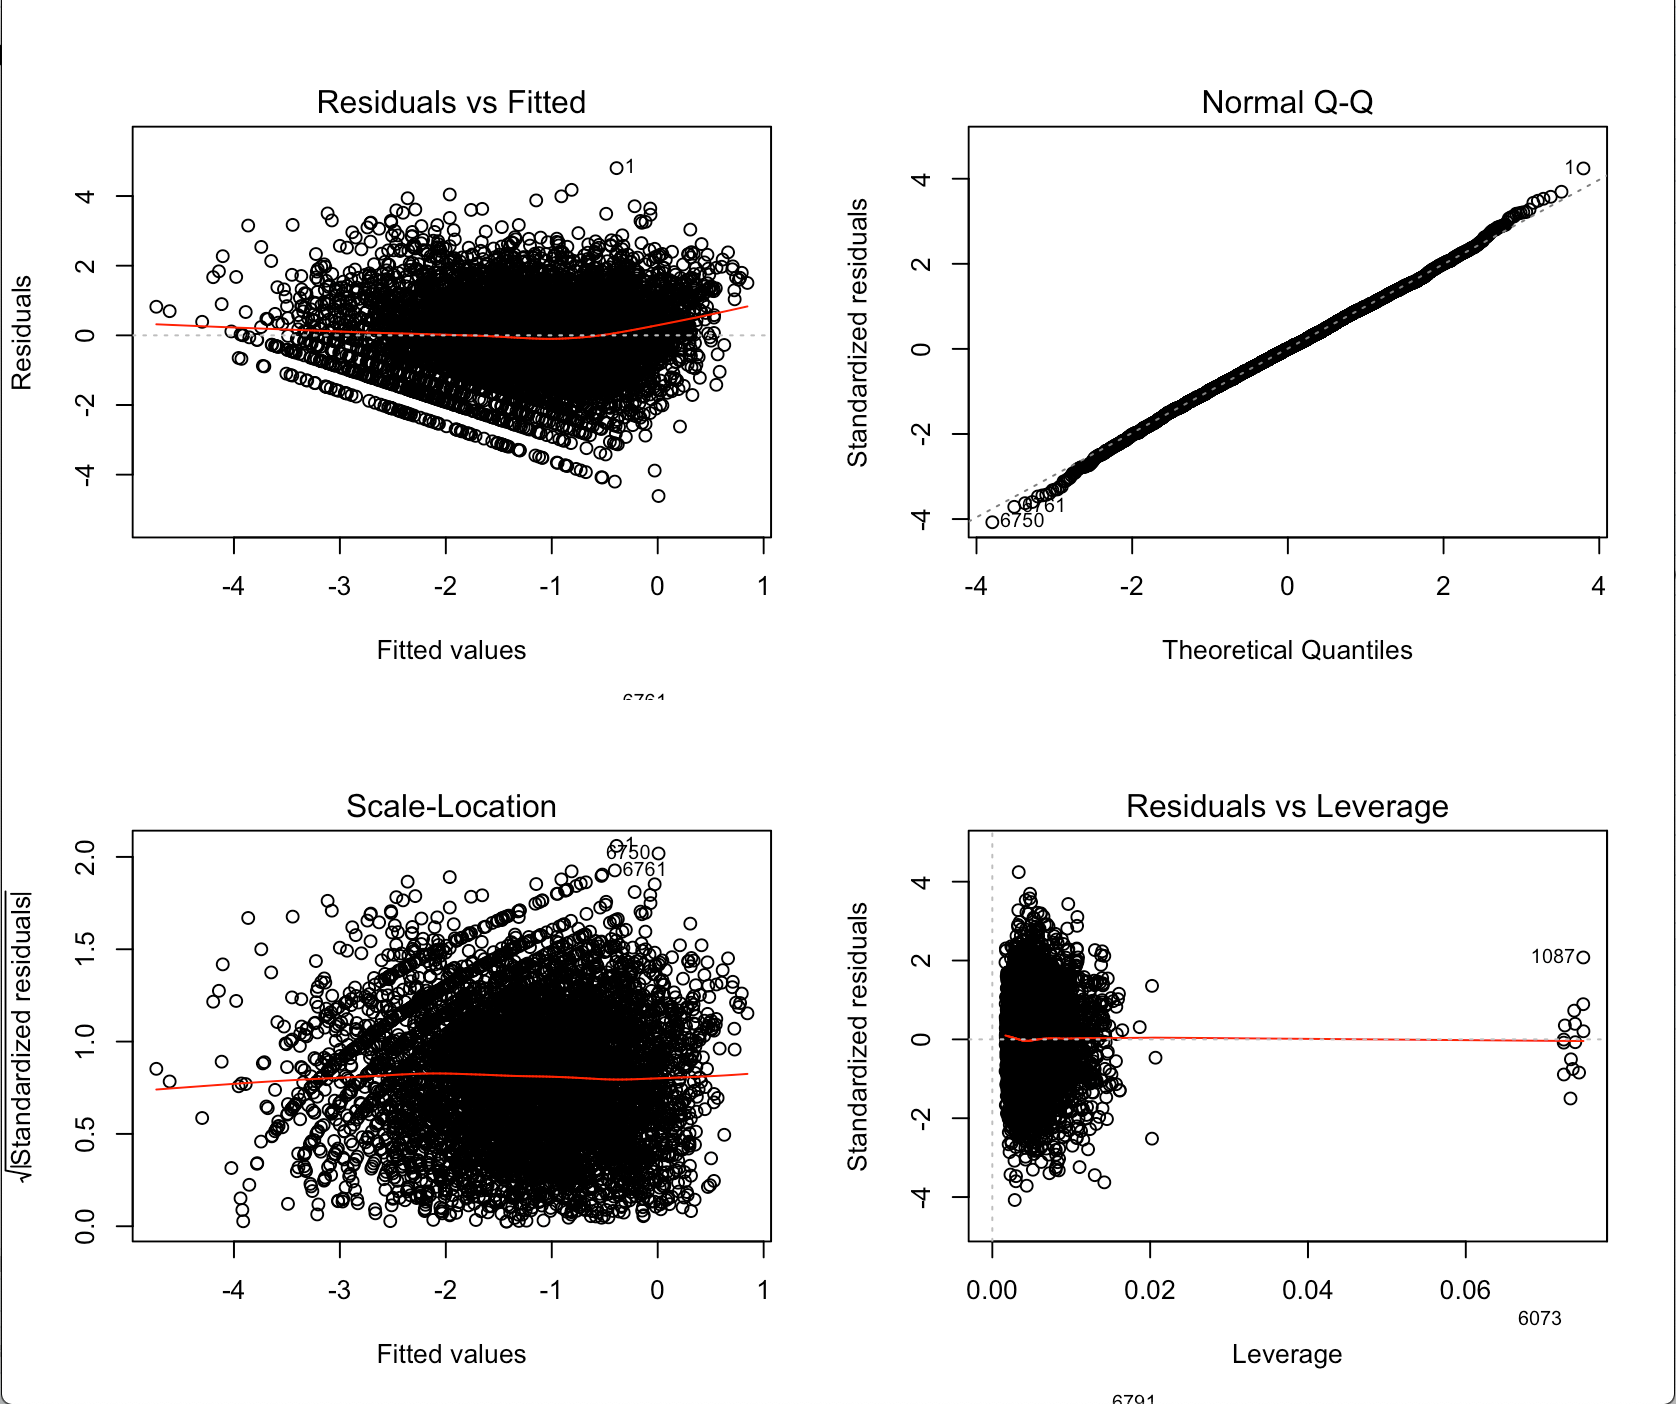 Residuals vs Fitted
Residuals
4
2
0
-2
-4
1
-4 -3 -2 -1 0 1
Fitted values
6761
Normal Q-Q
Standardized residuals
4
2
0
-2
-4
1
6761
6750
-4 -2 0 2 4
Theoretical Quantiles
Scale-Location
√|Standardized residuals|
2.0
1.5
1.0
0.5
0.0
1
6750
6761
-4 -3 -2 -1 0 1
Fitted values
Residuals vs Leverage
Standardized residuals
4
2
0
-2
-4
1087
0.00 0.02 0.04 0.06
6073
Leverage
6791